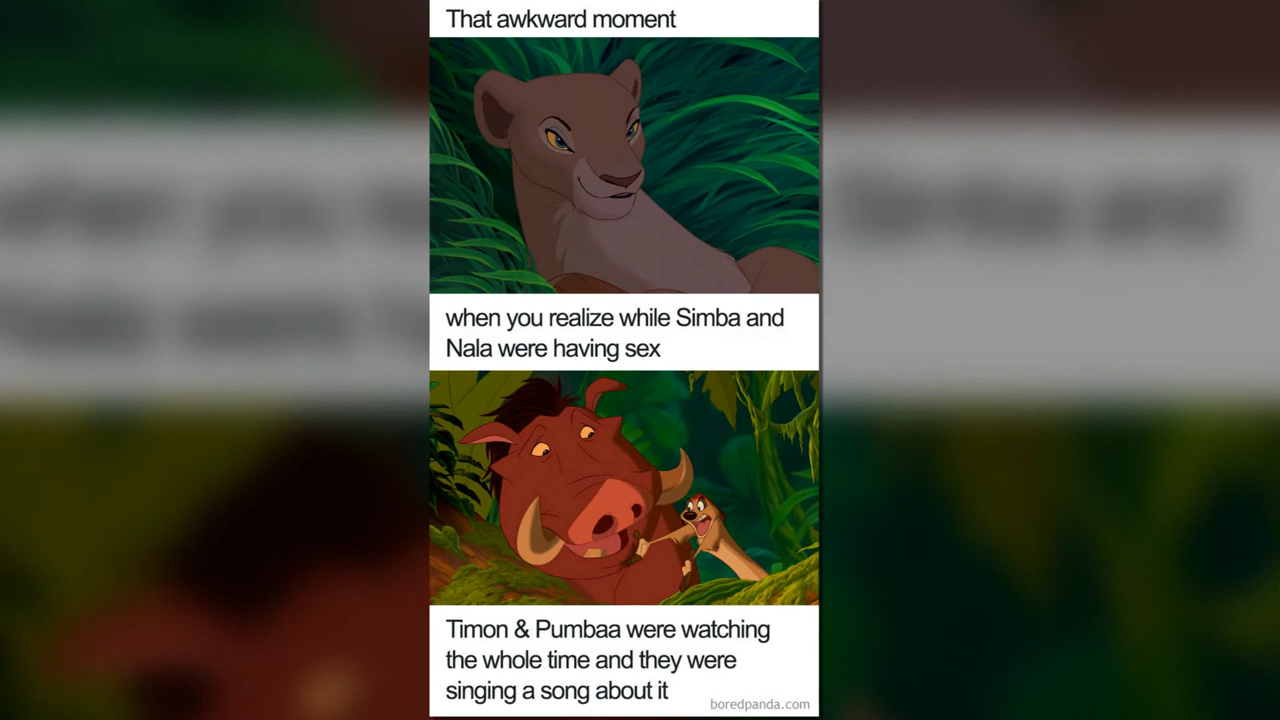 That awkward moment
when you realize while Simba and
Nala were having sex
Timon & Pumbaa were watching
the whole time and they were
singing a song about it
boredpanda.com